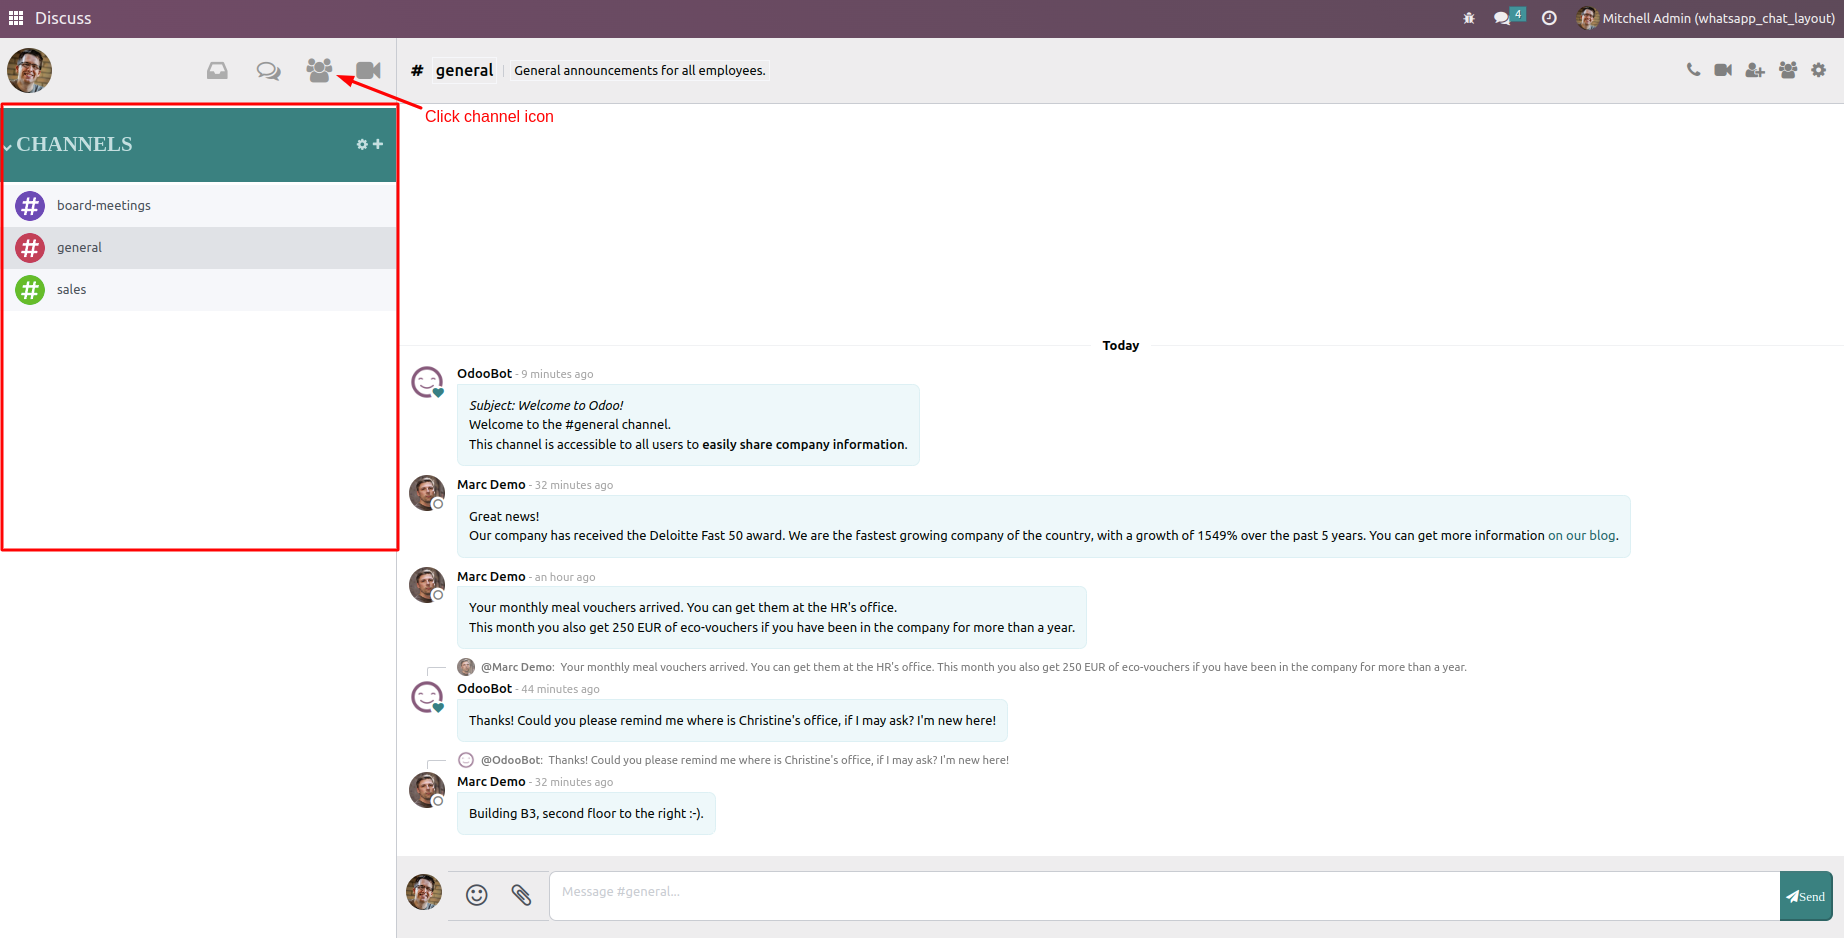 Discuss
4
Mitchell Admin (whatsapp_chat_layout)
# general
General announcements for all employees.
Click channel icon
CHANNELS
# board-meetings
# general
# sales
Today
OdooBot - 9 minutes ago
Subject: Welcome to Odoo!
Welcome to the #general channel.
This channel is accessible to all users to easily share company information.
Marc Demo - 32 minutes ago
Great news!
Our company has received the Deloitte Fast 50 award. We are the fastest growing company of the country, with a growth of 1549% over the past 5 years. You can get more information on our blog.
Marc Demo - an hour ago
Your monthly meal vouchers arrived. You can get them at the HR's office.
This month you also get 250 EUR of eco-vouchers if you have been in the company for more than a year.
@Marc Demo: Your monthly meal vouchers arrived. You can get them at the HR's office. This month you also get 250 EUR of eco-vouchers if you have been in the company for more than a year.
OdooBot - 44 minutes ago
Thanks! Could you please remind me where is Christine's office, if I may ask? I'm new here!
@OdooBot: Thanks! Could you please remind me where is Christine's office, if I may ask? I'm new here!
Marc Demo - 32 minutes ago
Building B3, second floor to the right :-).
Message #general...
Send